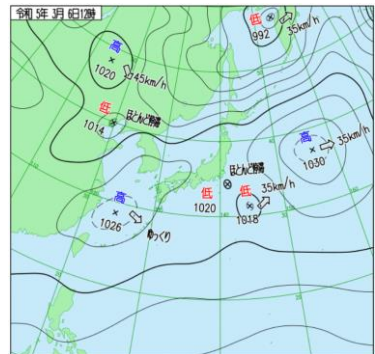 令和 5年 3月 6日12時
低
992
35km/h
高
1020
45km/h
低
ほとんど停滞
1014
高
35km/h
1030
ほとんど停滞
低
1020
低
35km/h
1018
高
1026
ゆっくり